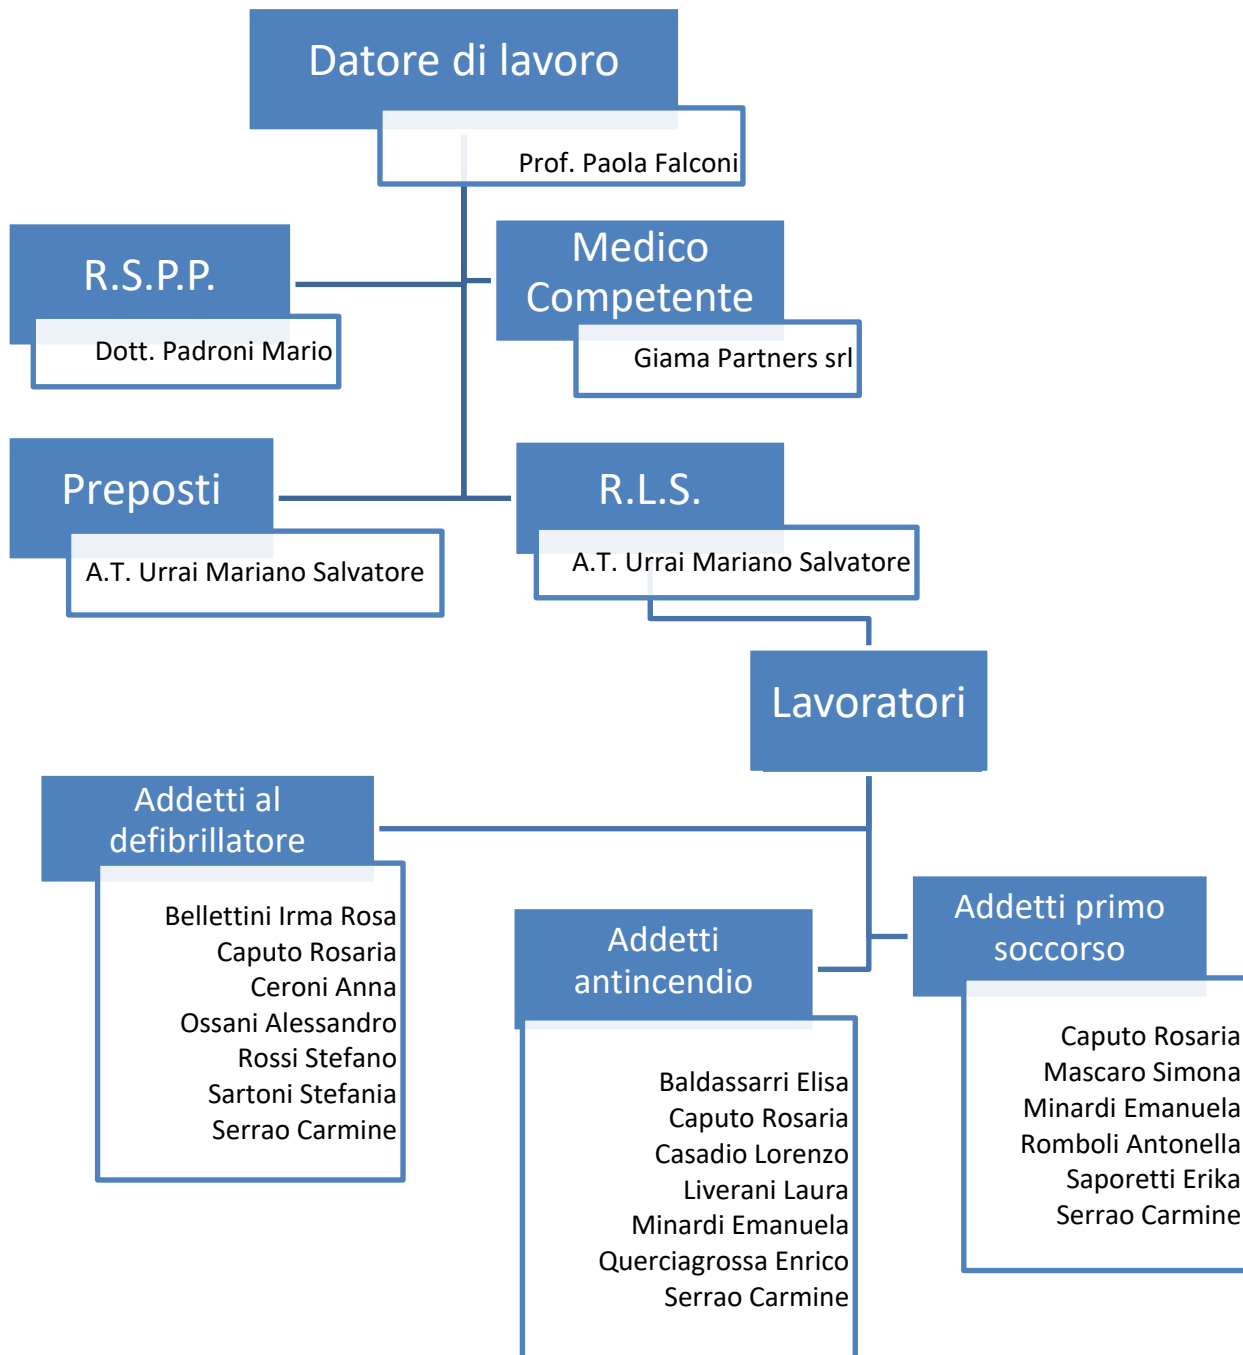 Datore di lavoro
Prof. Paola Falconi
R.S.P.P.
Dott. Padroni Mario
Medico
Competente
Giama Partners srl
Preposti
A.T. Urrai Mariano Salvatore
R.L.S.
A.T. Urrai Mariano Salvatore
Lavoratori
Addetti al
defibrillatore
Bellettini Irma Rosa
Caputo Rosaria
Ceroni Anna
Ossani Alessandro
Rossi Stefano
Sartoni Stefania
Serrao Carmine
Addetti
antincendio
Baldassarri Elisa
Caputo Rosaria
Casadio Lorenzo
Liverani Laura
Minardi Emanuela
Querciagrossa Enrico
Serrao Carmine
Addetti primo
soccorso
Caputo Rosaria
Mascaro Simona
Minardi Emanuela
Romboli Antonella
Saporetti Erika
Serrao Carmine